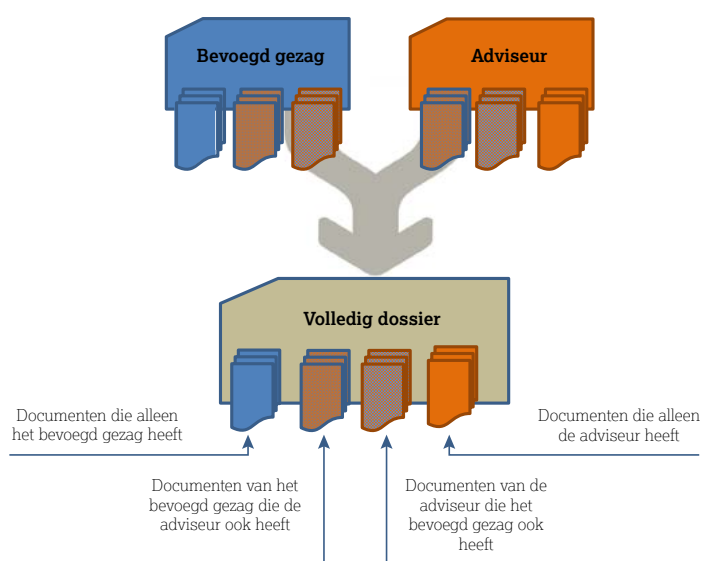 Bevoegd gezag
Adviseur
Volledig dossier
Documenten die alleen
het bevoegd gezag heeft
Documenten die alleen
de adviseur heeft
Documenten van het
bevoegd gezag die de
adviseur ook heeft
Documenten van de
adviseur die het
bevoegd gezag ook
heeft